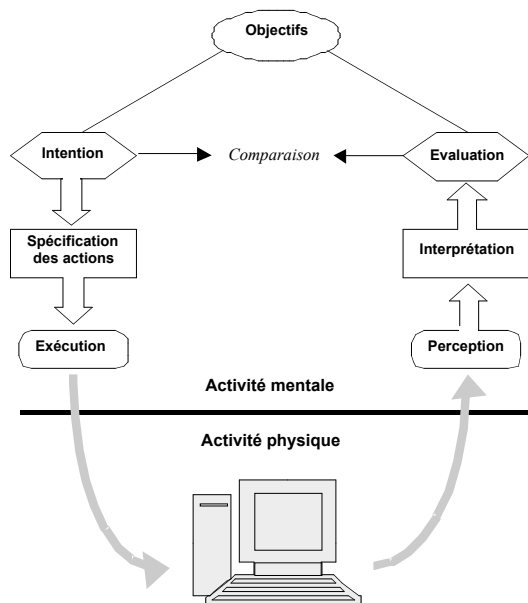 Objectifs
Intention
Comparaison
Evaluation
Spécification
des actions
Interprétation
Exécution
Perception
Activité mentale
Activité physique